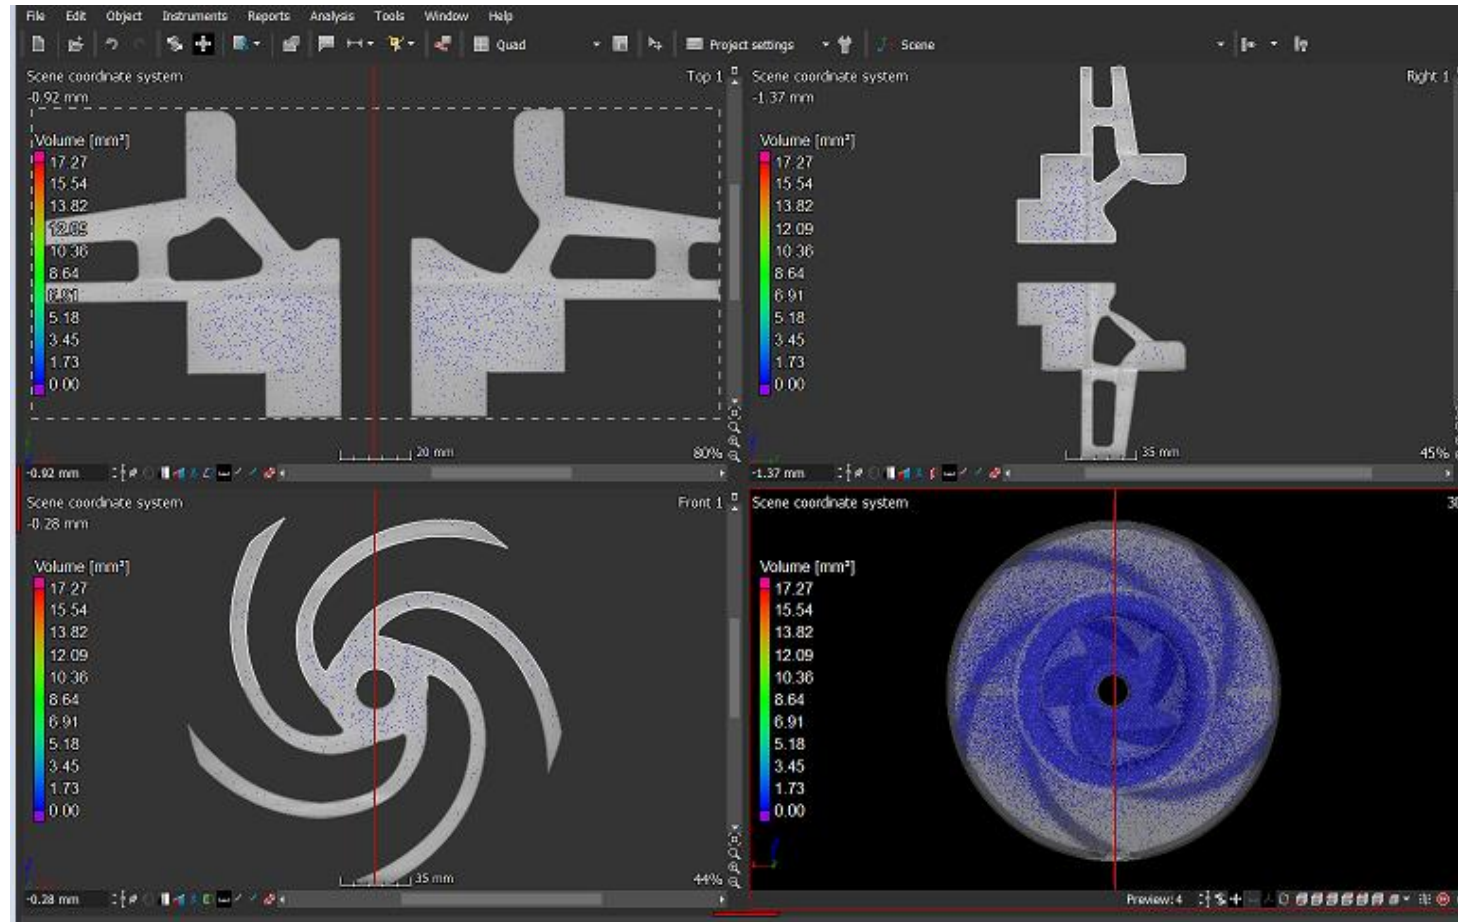 File Edit Object Instruments Reports Analysis Tools Window Help
Quad Project settings Scene
Scene coordinate system Top 1
-0.92 mm
Volume [mm³]
17.27
15.54
13.82
12.09
10.36
8.64
6.91
5.18
3.45
1.73
0.00
20 mm 80%
-0.92 mm
Scene coordinate system Right 1
-1.37 mm
Volume [mm³]
17.27
15.54
13.82
12.09
10.36
8.64
6.91
5.18
3.45
1.73
0.00
35 mm 45%
-1.37 mm
Scene coordinate system Front 1
-0.28 mm
Volume [mm³]
17.27
15.54
13.82
12.09
10.36
8.64
6.91
5.18
3.45
1.73
0.00
35 mm 44%
-0.28 mm
Scene coordinate system
Volume [mm³]
17.27
15.54
13.82
12.09
10.36
8.64
6.91
5.18
3.45
1.73
0.00
Preview: 4